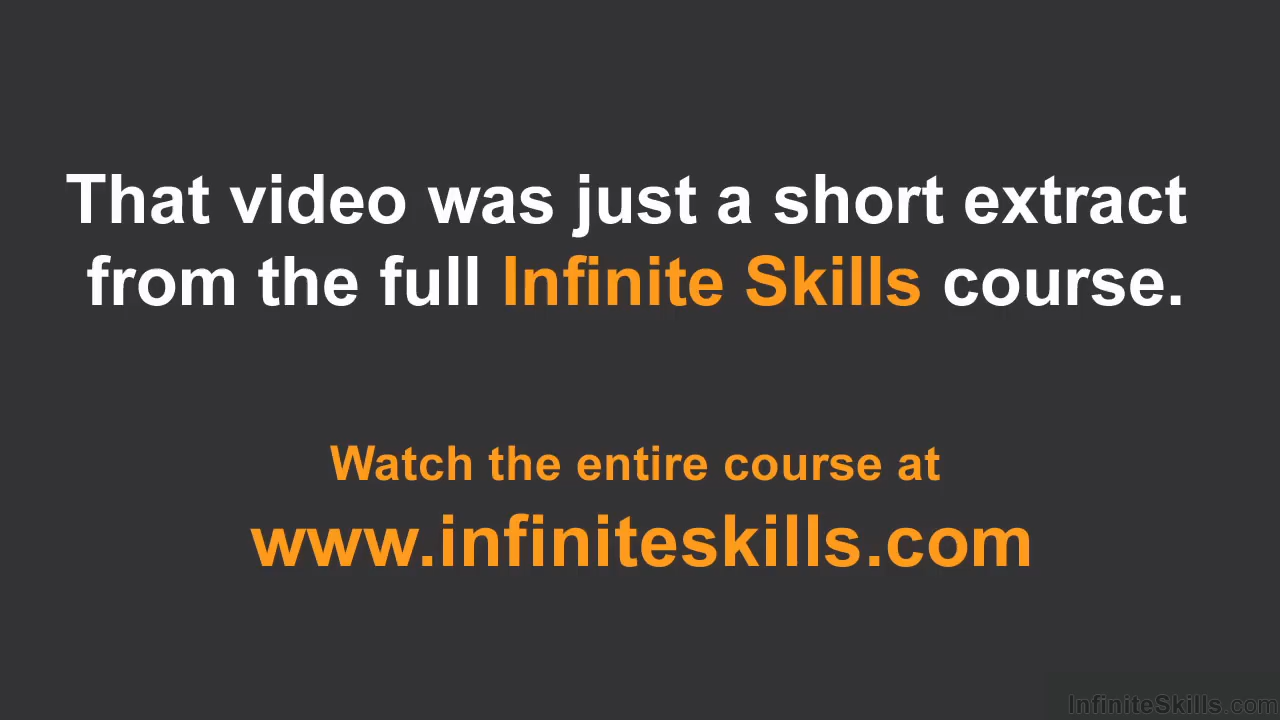 That video was just a short extract
from the full Infinite Skills course.
Watch the entire course at
www.infiniteskills.com
InfiniteSkills.com